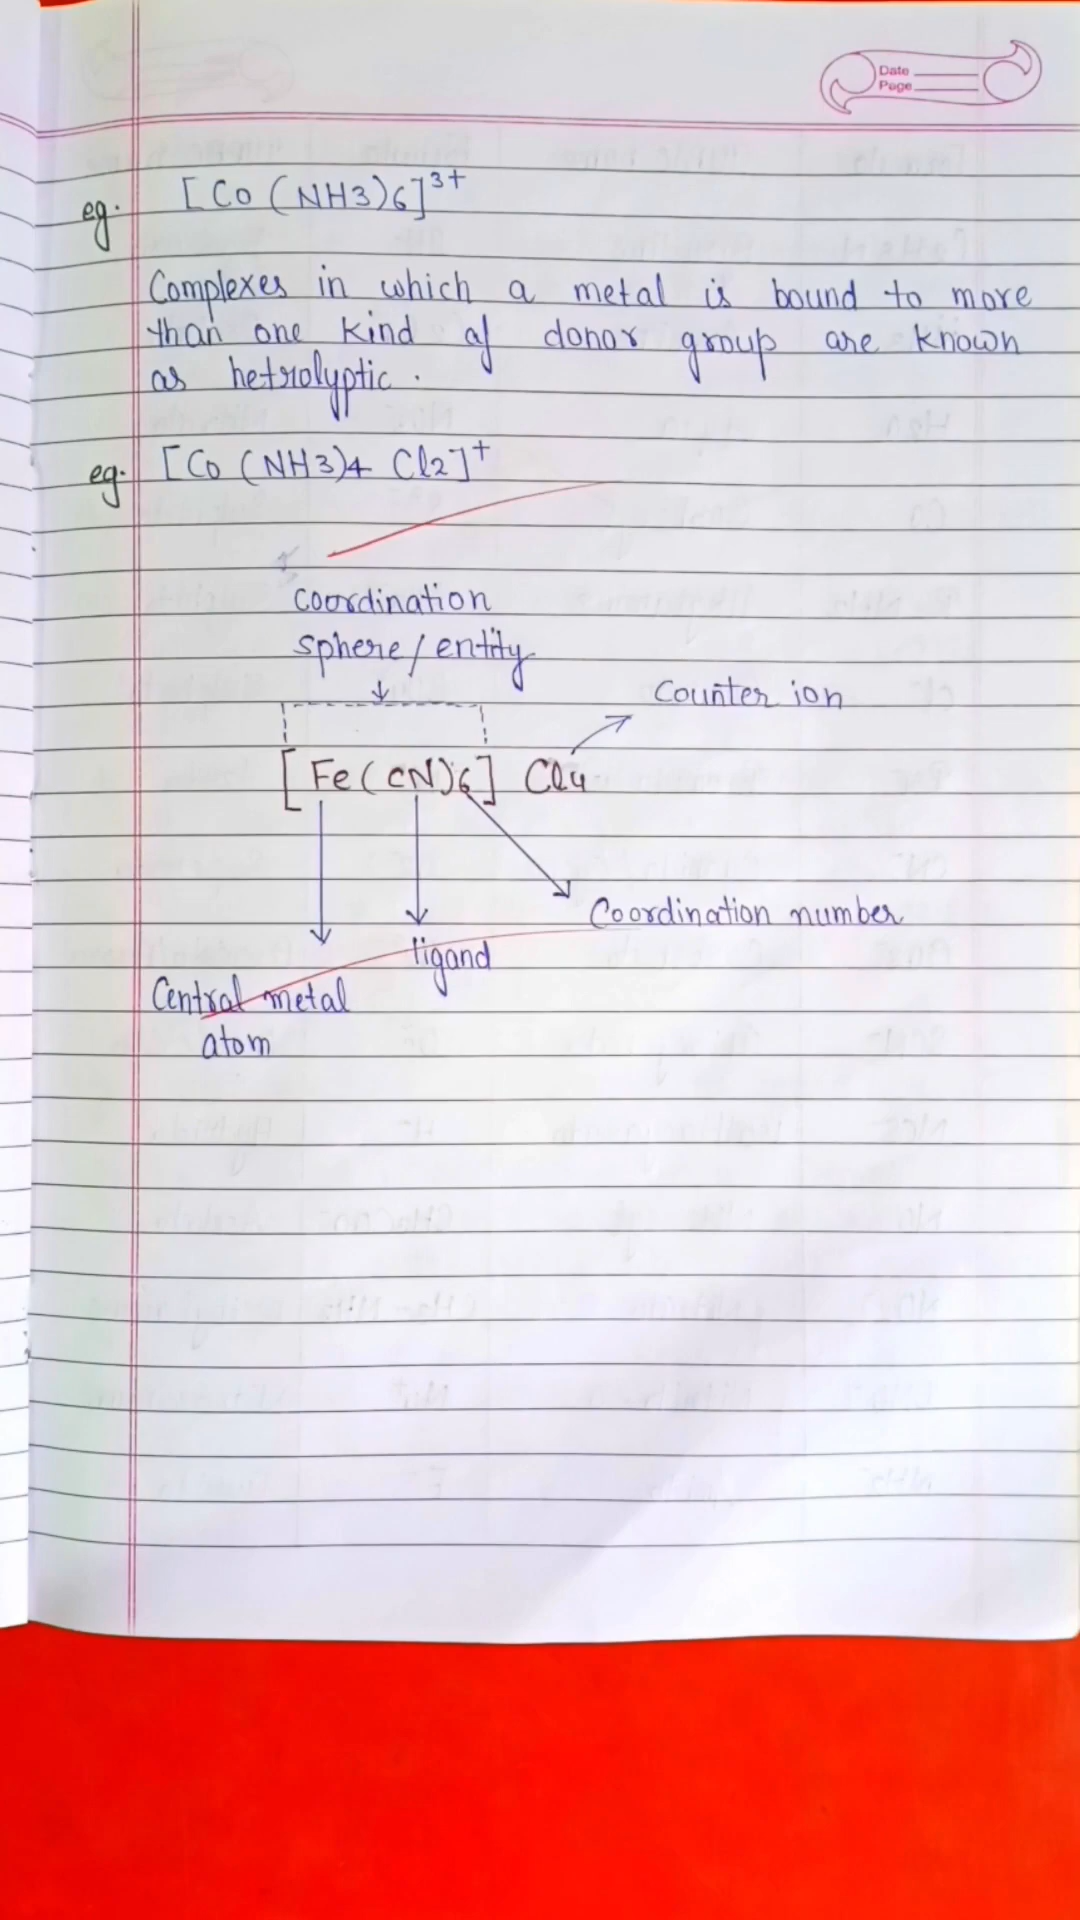 Date
Page
eg. [Co (NH3)6]3+
Complexes in which a metal is bound to more
than one kind of donor group are known
as hetrolyptic.
eg. [Co (NH3)4 Cl2]+
Coordination
sphere/entity
Counter ion
[Fe(CN)6] Cl4
Coordination number
ligand
Central metal
atom